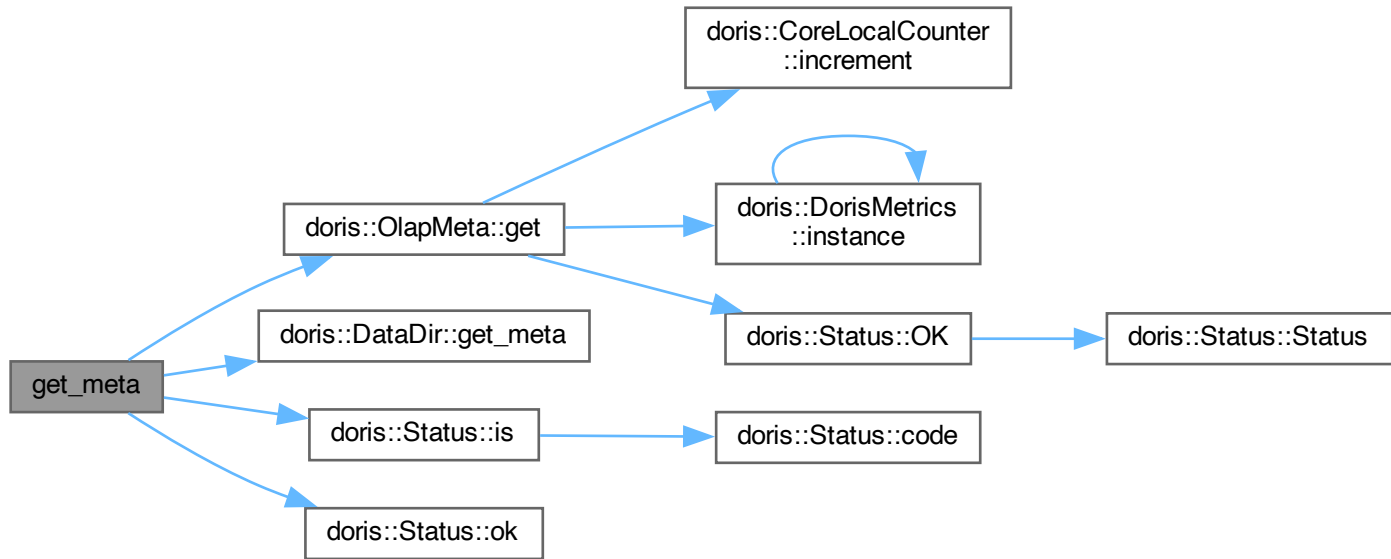 doris::CoreLocalCounter
::increment
doris::DorisMetrics
::instance
doris::OlapMeta::get
doris::DataDir::get_meta
doris::Status::OK
doris::Status::Status
get_meta
doris::Status::is
doris::Status::code
doris::Status::ok